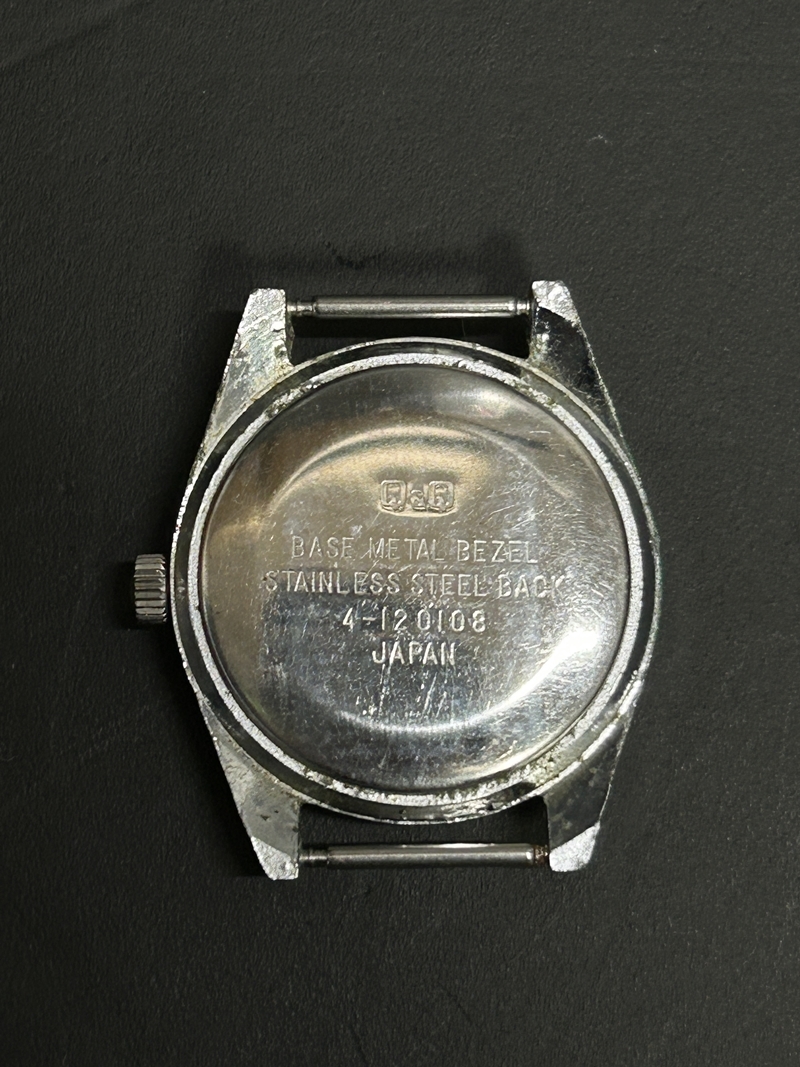 Q&Q
BASE METAL BEZEL
STAINLESS STEEL BACK
4-120108
JAPAN